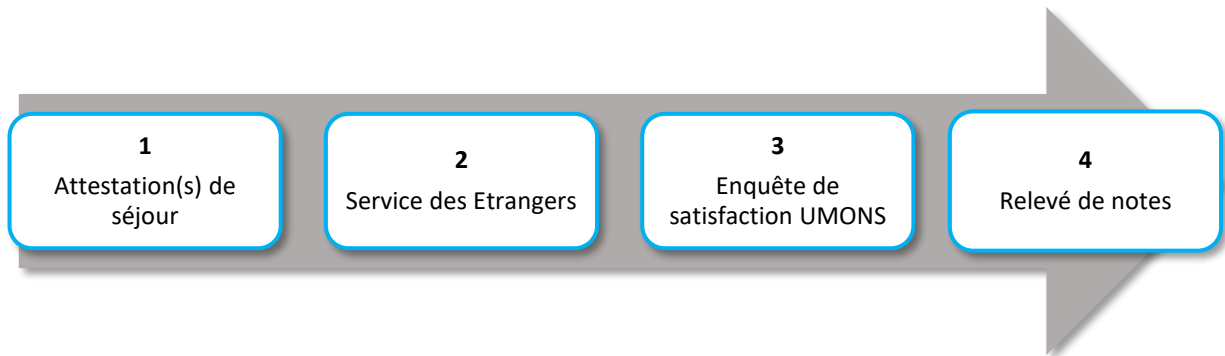 1
Attestation(s) de
séjour
2
Service des Etrangers
3
Enquête de
satisfaction UMONS
4
Relevé de notes